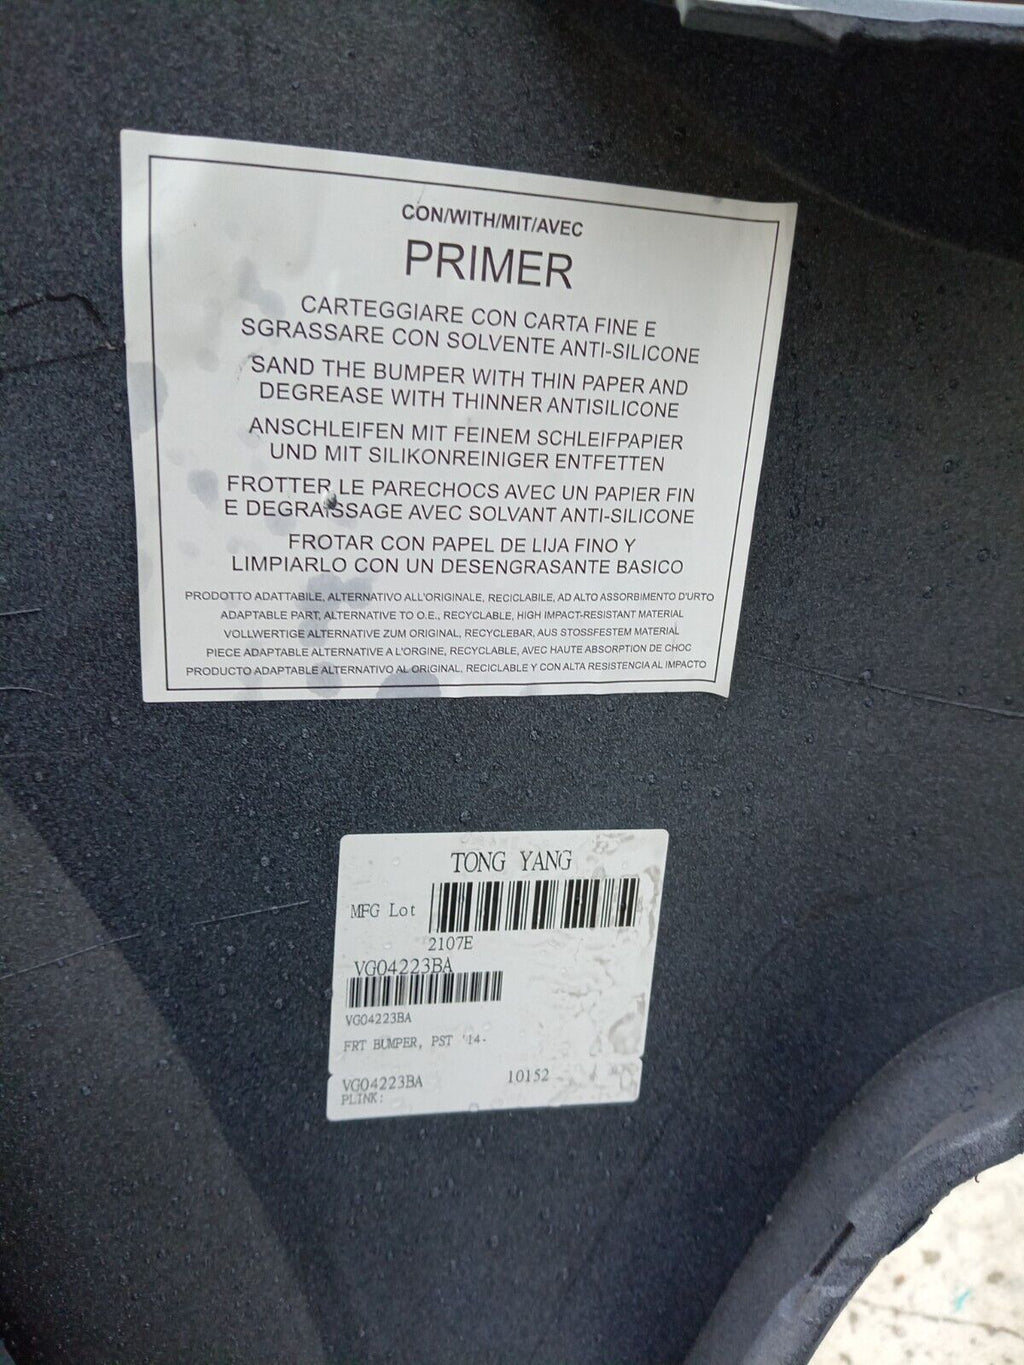 CON/WITH/MIT/AVEC
PRIMER
CARTEGGIARE CON CARTA FINE E
SGRASSARE CON SOLVENTE ANTI-SILICONE
SAND THE BUMPER WITH THIN PAPER AND
DEGREASE WITH THINNER ANTISILICONE
ANSCHLEIFEN MIT FEINEM SCHLEIFPAPIER
UND MIT SILIKONREINIGER ENTFETTEN
FROTTER LE PARECHOCS AVEC UN PAPIER FIN
E DEGRAISSAGE AVEC SOLVANT ANTI-SILICONE
FROTAR CON PAPEL DE LIJA FINO Y
LIMPIARLO CON UN DESENGRASANTE BASICO
PRODOTTO ADATTABILE, ALTERNATIVO ALL'ORIGINALE, RECICLABILE, AD ALTO ASSORBIMENTO D'URTO
ADAPTABLE PART, ALTERNATIVE TO O.E., RECYCLABLE, HIGH IMPACT-RESISTANT MATERIAL
VOLLWERTIGE ALTERNATIVE ZUM ORIGINAL, RECYCLEBAR, AUS STOSSFESTEM MATERIAL
PIECE ADAPTABLE ALTERNATIVE A L'ORGINE, RECYCLABLE, AVEC HAUTE ABSORPTION DE CHOC
PRODUCTO ADAPTABLE ALTERNATIVO AL ORIGINAL, RECICLABLE Y CON ALTA RESISTENCIA AL IMPACTO
TONG YANG
MFG Lot
2107E
VG04223BA
VG04223BA
FRT BUMPER, PST '14-
VG04223BA 10152
PLINK: